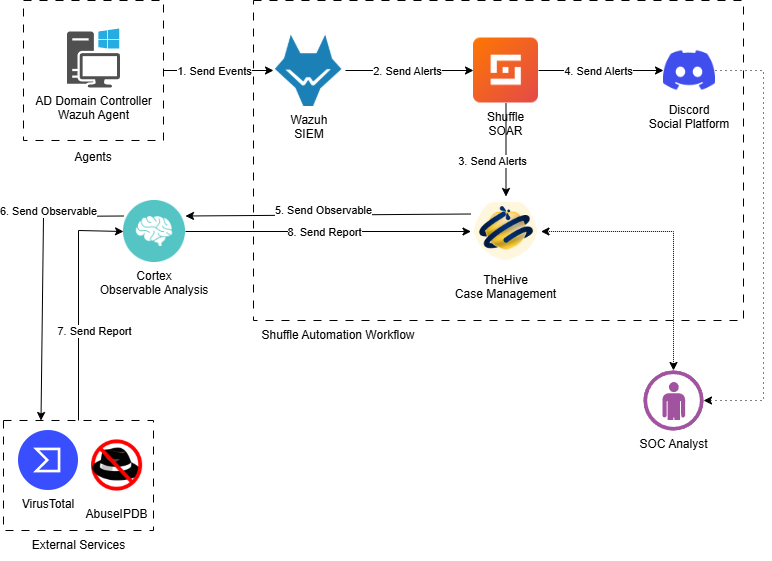 AD Domain Controller
Wazuh Agent
Agents
1. Send Events
Wazuh
SIEM
2. Send Alerts
Shuffle
SOAR
4. Send Alerts
Discord
Social Platform
3. Send Alerts
6. Send Observable
5. Send Observable
8. Send Report
Cortex
Observable Analysis
TheHive
Case Management
7. Send Report
Shuffle Automation Workflow
SOC Analyst
VirusTotal
AbuseIPDB
External Services